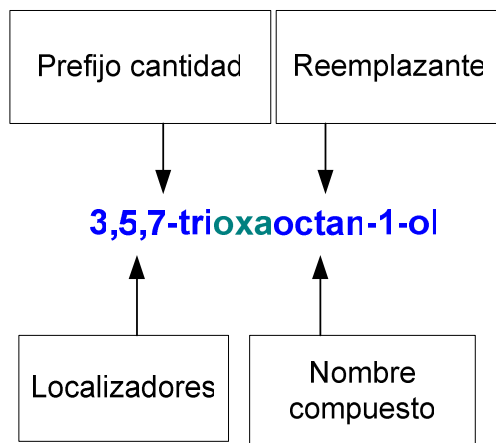 Prefijo cantidad
Reemplazante
3,5,7-trioxaoctan-1-ol
Localizadores
Nombre
compuesto